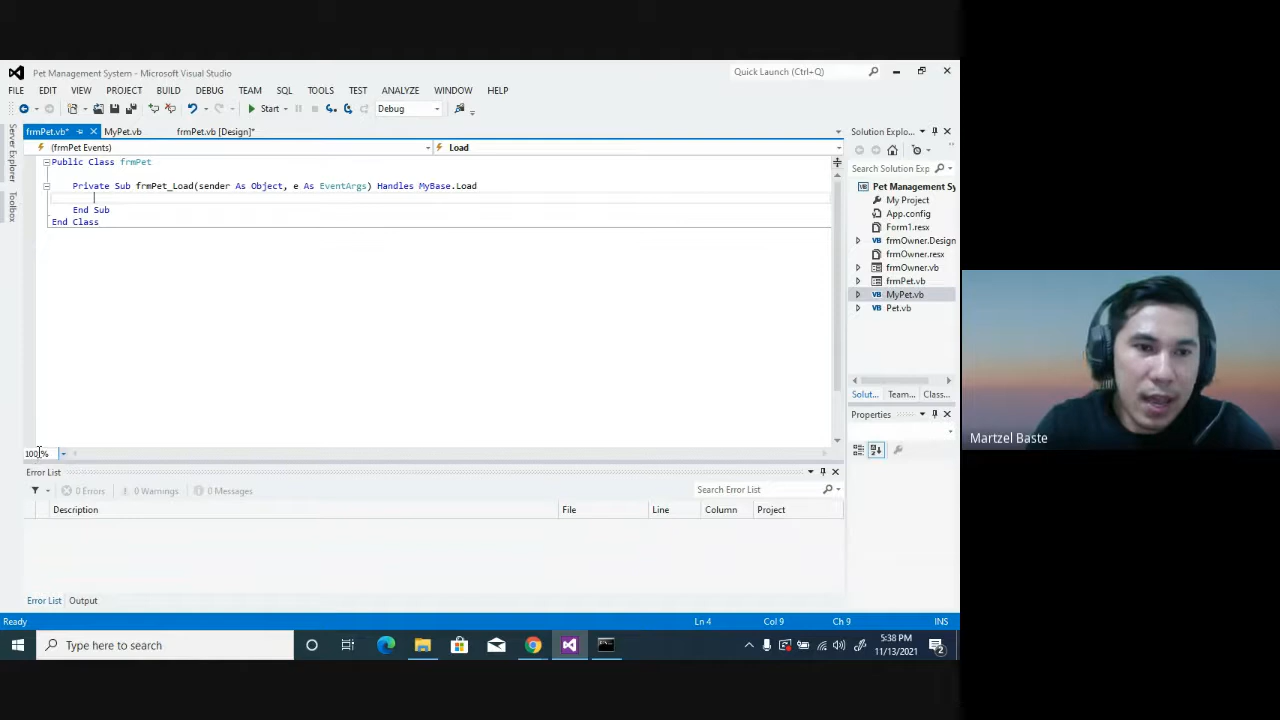 Pet Management System - Microsoft Visual Studio
Quick Launch (Ctrl+Q)
FILE EDIT VIEW PROJECT BUILD DEBUG TEAM SQL TOOLS TEST ANALYZE WINDOW HELP
Start Debug
frmPet.vb* MyPet.vb frmPet.vb [Design]*
(frmPet Events) Load
Server Explorer
Toolbox
Public Class frmPet
Private Sub frmPet_Load(sender As Object, e As EventArgs) Handles MyBase.Load
End Sub
End Class
100 %
Solution Explo...
Search Solution Exp
Pet Management Sy
My Project
App.config
Form1.resx
frmOwner.Design
frmOwner.resx
frmOwner.vb
frmPet.vb
MyPet.vb
Pet.vb
Solut... Team... Class...
Properties
Error List
0 Errors 0 Warnings 0 Messages
Search Error List
Description File Line Column Project
Error List Output
Ready Ln 4 Col 9 Ch 9 INS
Type here to search
5:38 PM
11/13/2021
2
Martzel Baste